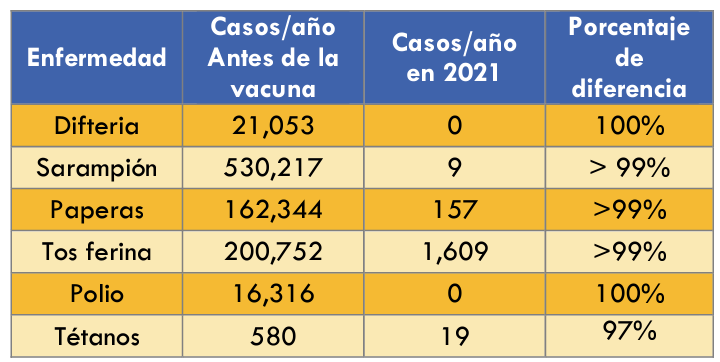 Enfermedad Casos/año Antes de la vacuna Casos/año en 2021 Porcentaje de diferencia
Difteria 21,053 0 100%
Sarampión 530,217 9 > 99%
Paperas 162,344 157 >99%
Tos ferina 200,752 1,609 >99%
Polio 16,316 0 100%
Tétanos 580 19 97%